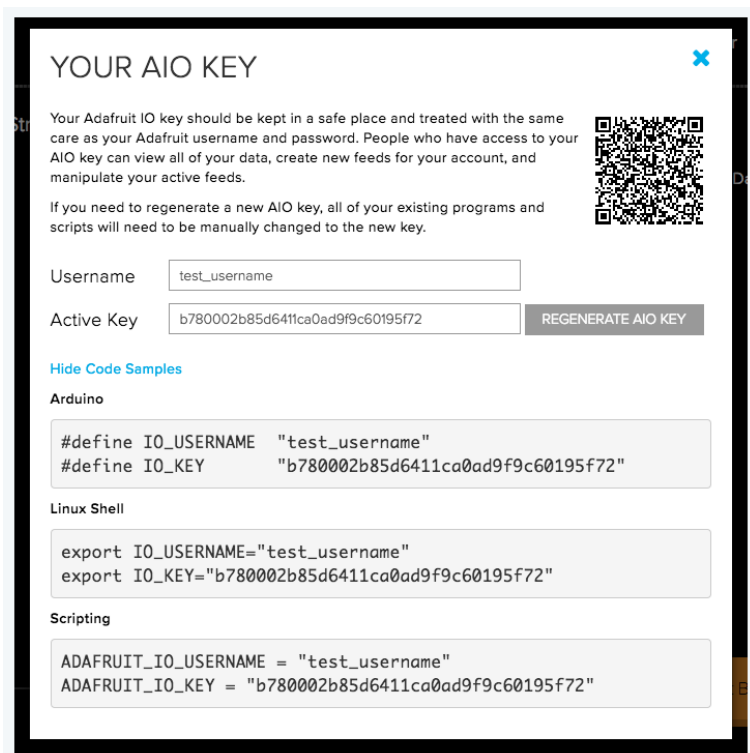 YOUR AIO KEY
Your Adafruit IO key should be kept in a safe place and treated with the same
care as your Adafruit username and password. People who have access to your
AIO key can view all of your data, create new feeds for your account, and
manipulate your active feeds.
If you need to regenerate a new AIO key, all of your existing programs and
scripts will need to be manually changed to the new key.
Username test_username
Active Key b780002b85d6411ca0ad9f9c60195f72 REGENERATE AIO KEY
Hide Code Samples
Arduino
#define IO_USERNAME "test_username"
#define IO_KEY "b780002b85d6411ca0ad9f9c60195f72"
Linux Shell
export IO_USERNAME="test_username"
export IO_KEY="b780002b85d6411ca0ad9f9c60195f72"
Scripting
ADAFRUIT_IO_USERNAME = "test_username"
ADAFRUIT_IO_KEY = "b780002b85d6411ca0ad9f9c60195f72"